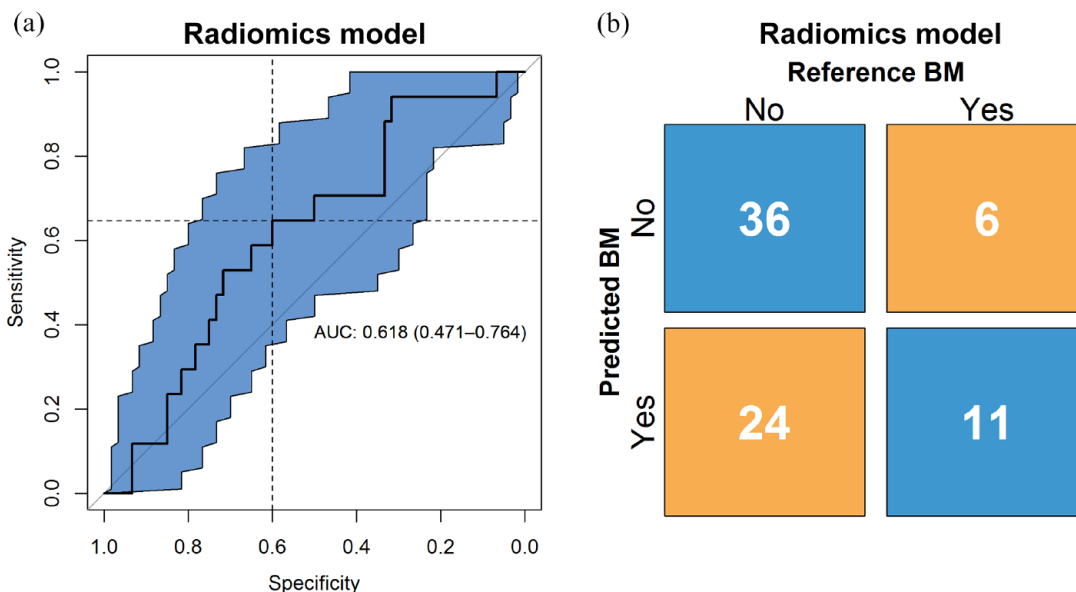 (a)
Radiomics model
1.0
0.8
0.6
0.4
0.2
0.0
Sensitivity
AUC: 0.618 (0.471–0.764)
1.0 0.8 0.6 0.4 0.2 0.0
Specificity
(b)
Radiomics model
Reference BM
No Yes
Predicted BM
No
36 6
Yes
24 11